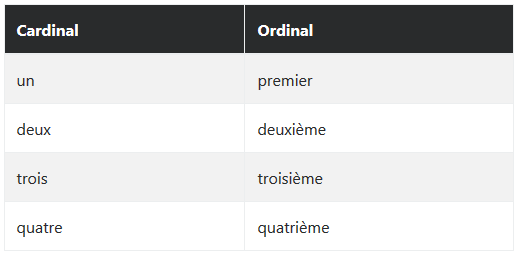 Cardinal Ordinal
un premier
deux deuxième
trois troisième
quatre quatrième